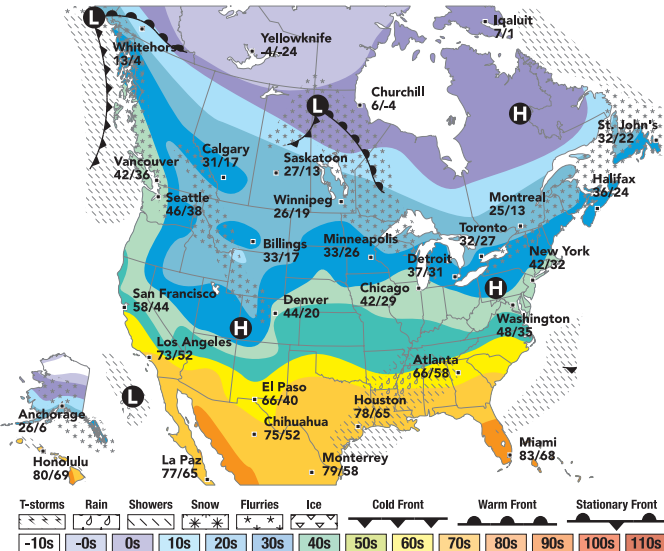 L
Whitehorse
13/4
Yellowknife
-4/-24
Iqaluit
7/1
L
Churchill
6/-4
H
St. John's
32/22
Vancouver
42/36
Calgary
31/17
Saskatoon
27/13
Halifax
36/24
Seattle
46/38
Winnipeg
26/19
Montreal
25/13
Billings
33/17
Minneapolis
33/26
Toronto
32/27
Detroit
37/31
New York
42/32
San Francisco
58/44
Denver
44/20
Chicago
42/29
H
H
Washington
48/35
Los Angeles
73/52
Atlanta
66/58
El Paso
66/40
Houston
78/65
L
Anchorage
26/6
Chihuahua
75/52
Honolulu
80/69
La Paz
77/65
Monterrey
79/58
Miami
83/68
T-storms Rain Showers Snow Flurries Ice Cold Front Warm Front Stationary Front
-10s -0s 0s 10s 20s 30s 40s 50s 60s 70s 80s 90s 100s 110s